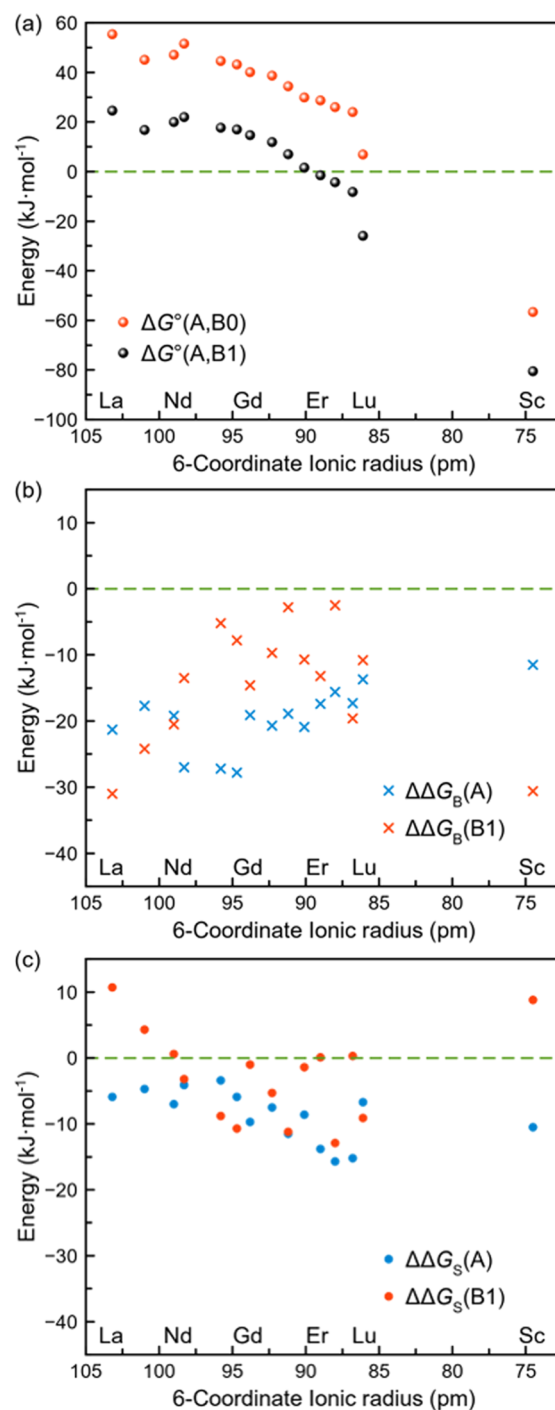 (a)
60
40
20
0
−20
−40
−60
−80
−100
Energy (kJ·mol⁻¹)
ΔG°(A,B0)
ΔG°(A,B1)
La Nd Gd Er Lu Sc
105 100 95 90 85 80 75
6-Coordinate Ionic radius (pm)
(b)
10
0
−10
−20
−30
−40
Energy (kJ·mol⁻¹)
ΔΔG_B(A)
ΔΔG_B(B1)
La Nd Gd Er Lu Sc
105 100 95 90 85 80 75
6-Coordinate Ionic radius (pm)
(c)
10
0
−10
−20
−30
−40
Energy (kJ·mol⁻¹)
ΔΔG_S(A)
ΔΔG_S(B1)
La Nd Gd Er Lu Sc
105 100 95 90 85 80 75
6-Coordinate Ionic radius (pm)